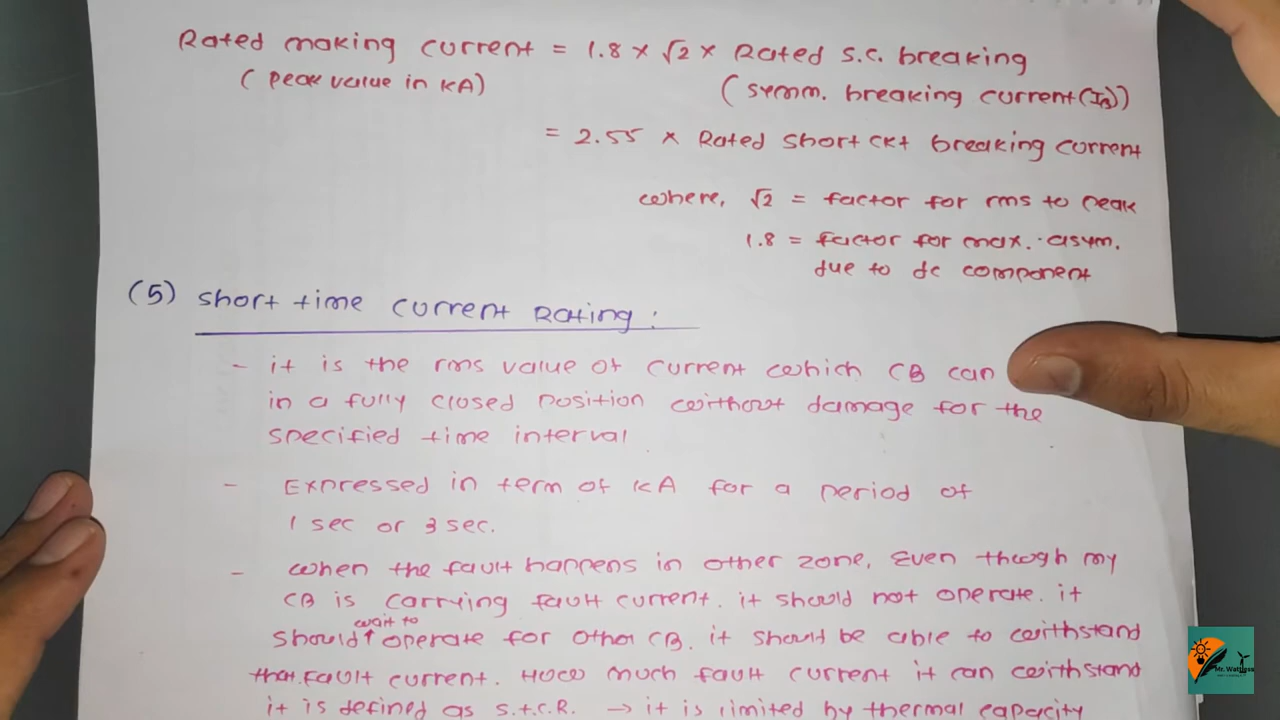 Rated making current = 1.8 × √2 × Rated s.c. breaking
(peak value in kA) (symm. breaking current(IB))
= 2.55 × Rated short ckt breaking current
where, √2 = factor for rms to peak
1.8 = factor for max. asym.
due to dc component
(5) short time current Rating:
- it is the rms value of current which CB can
in a fully closed position without damage for the
specified time interval
- Expressed in term of kA for a period of
1 sec or 3 sec.
- when the fault happens in other zone, Even though my
CB is carrying fault current. it should not operate. it
should wait to operate for other CB. it should be able to withstand
that fault current. How much fault current it can withstand
it is defined as s.t.c.R. → it is limited by thermal capacity